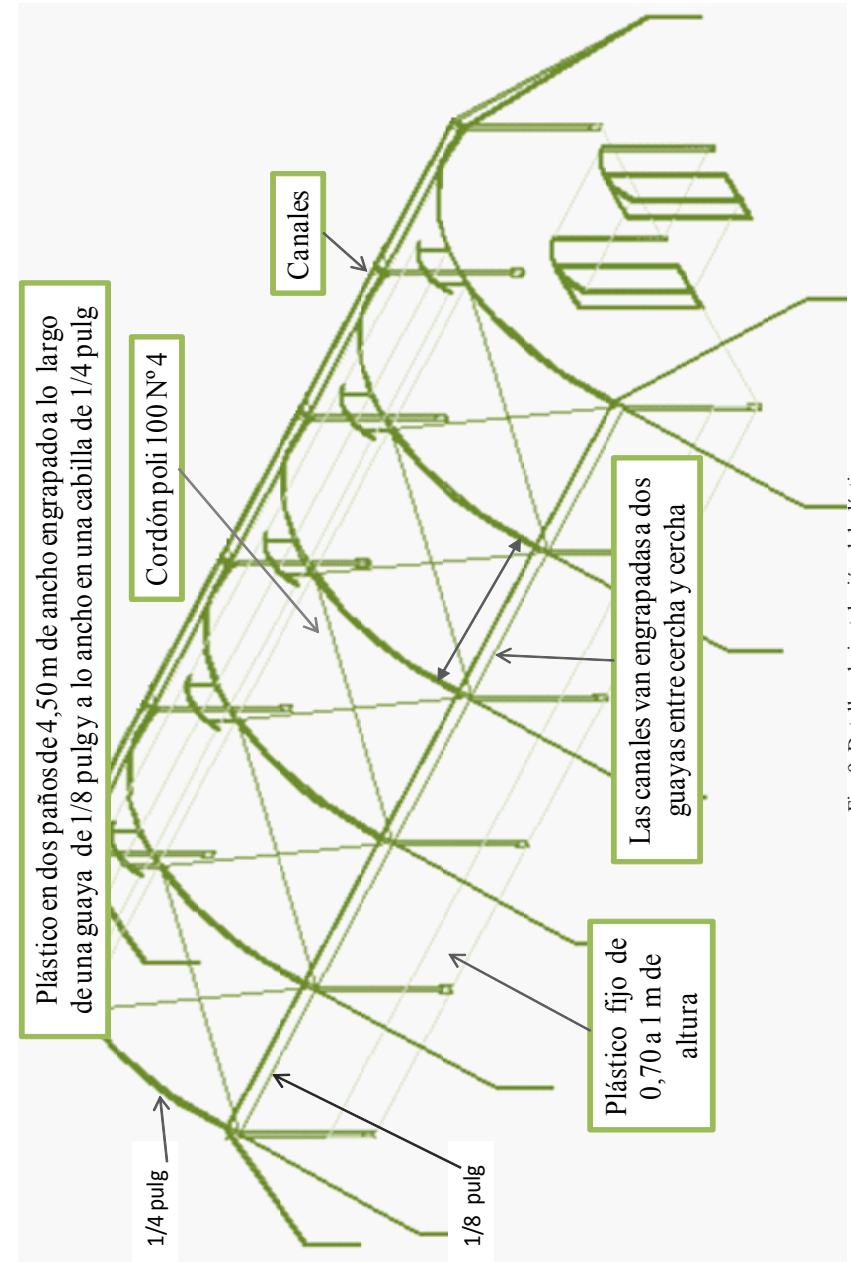 Plástico en dos paños de 4,50 m de ancho engrapado a lo largo
de una guaya de 1/8 pulg y a lo ancho en una cabilla de 1/4 pulg
Cordón poli 100 Nº 4
Canales
1/4 pulg
1/8 pulg
Plástico fijo de
0,70 a 1 m de
altura
Las canales van engrapadas a dos
guayas entre cercha y cercha